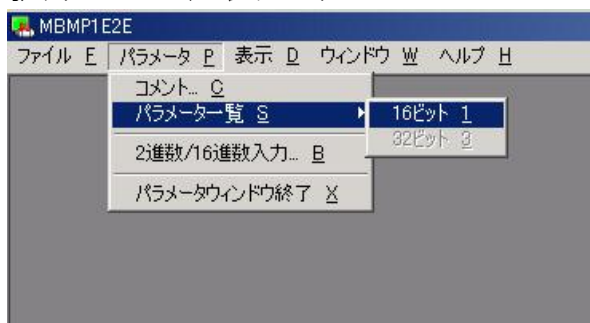 MBMP1E2E
ファイル F パラメータ P 表示 D ウィンドウ W ヘルプ H
コメント... C
パラメータ一覧 S
16ビット 1
32ビット 3
2進数/16進数入力... B
パラメータウィンドウ終了 X